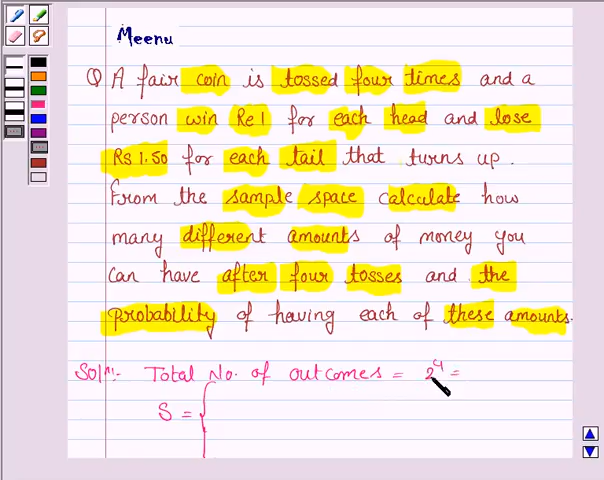 Meenu
Q A fair coin is tossed four times and a
person win Re 1 for each head and lose
Rs 1.50 for each tail that turns up.
From the sample space calculate how
many different amounts of money you
can have after four tosses and the
probability of having each of these amounts.
Solⁿ:- Total No. of outcomes = 2⁴ =
S = {